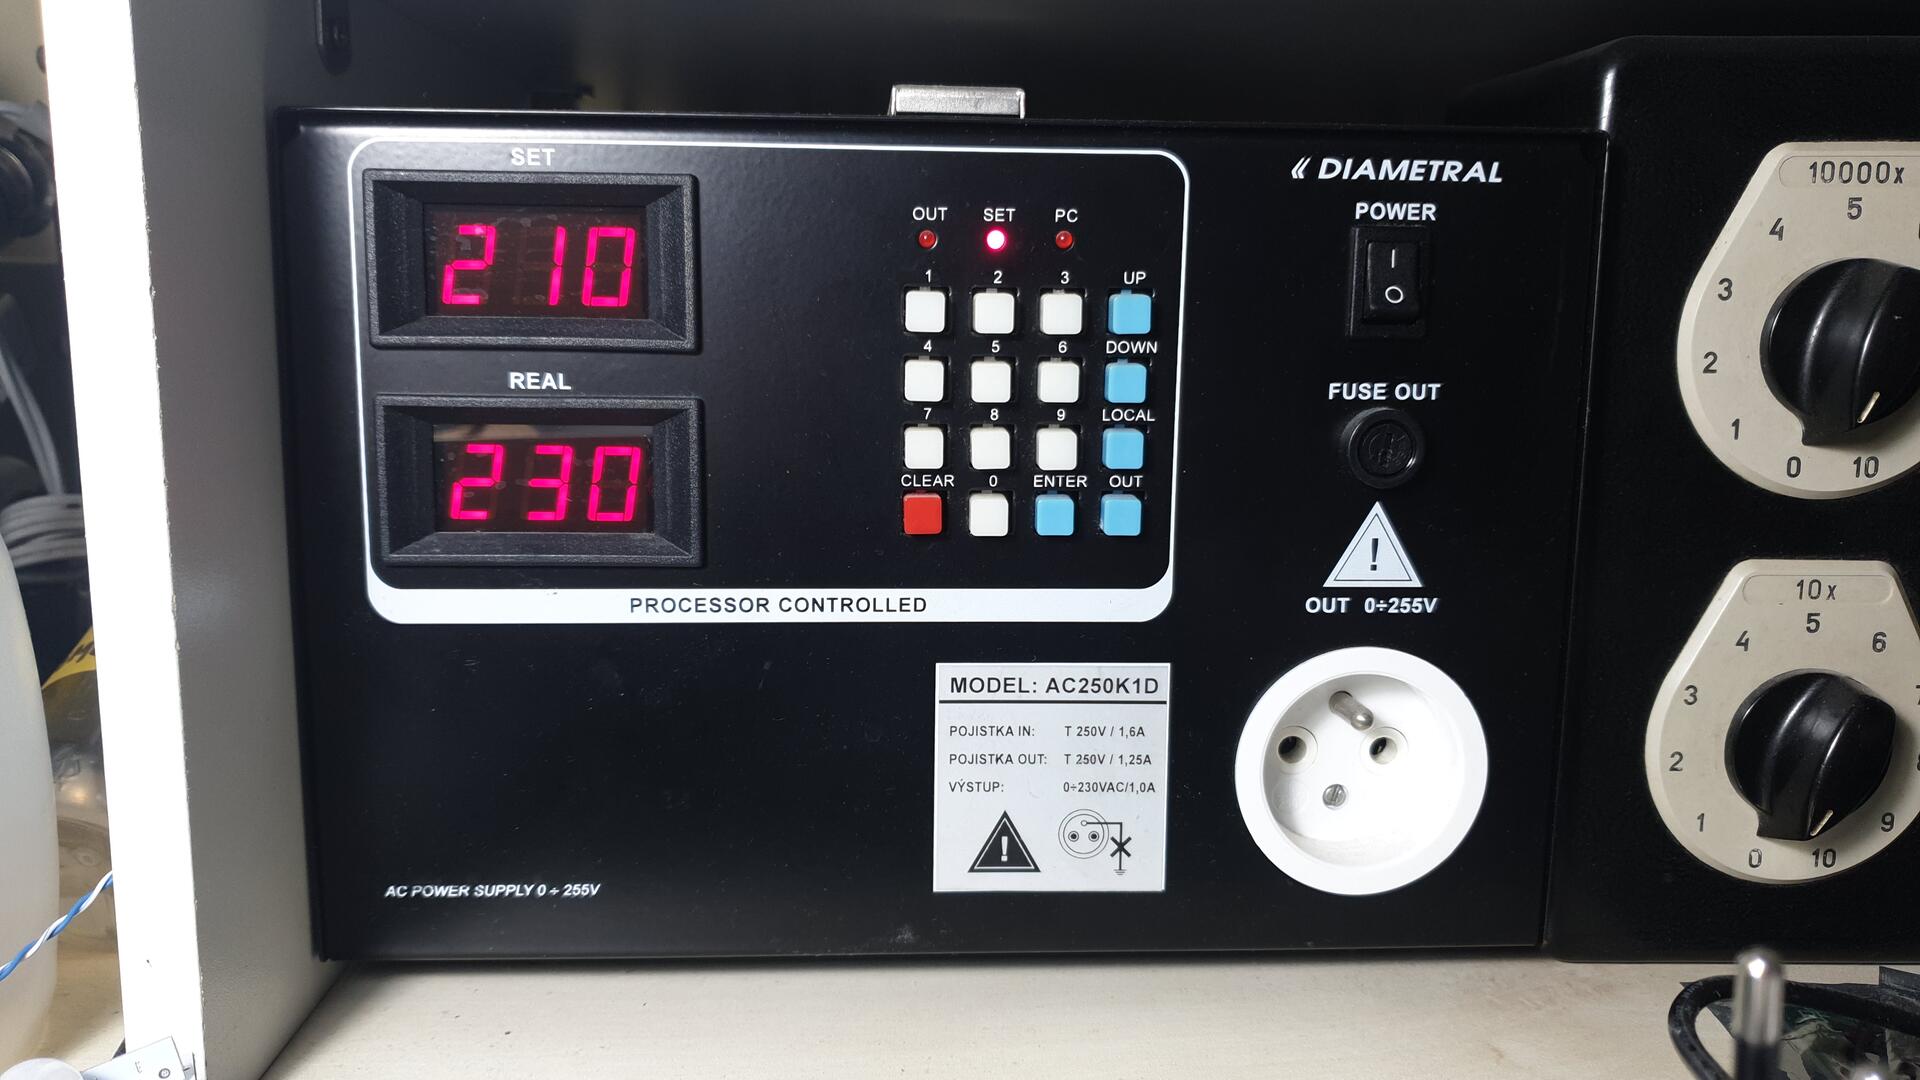 SET
210
REAL
230
OUT SET PC
1 2 3 UP
4 5 6 DOWN
7 8 9 LOCAL
CLEAR 0 ENTER OUT
PROCESSOR CONTROLLED
DIAMETRAL
POWER
I
O
FUSE OUT
!
OUT 0÷255V
MODEL: AC250K1D
POJISTKA IN: T 250V / 1,6A
POJISTKA OUT: T 250V / 1,25A
VÝSTUP: 0÷230VAC/1,0A
!
AC POWER SUPPLY 0 ÷ 255V
10000x
0 1 2 3 4 5 10
10x
0 1 2 3 4 5 6 9 10